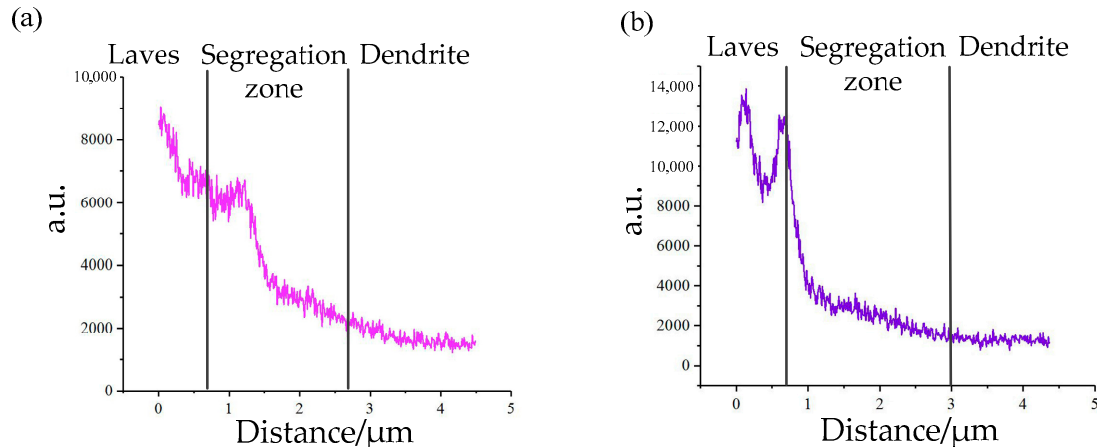 (a)
Laves Segregation zone Dendrite
10,000
8000
6000
4000
2000
0
a.u.
0 1 2 3 4 5
Distance/μm
(b)
Laves Segregation zone Dendrite
14,000
12,000
10,000
8000
6000
4000
2000
0
a.u.
0 1 2 3 4 5
Distance/μm